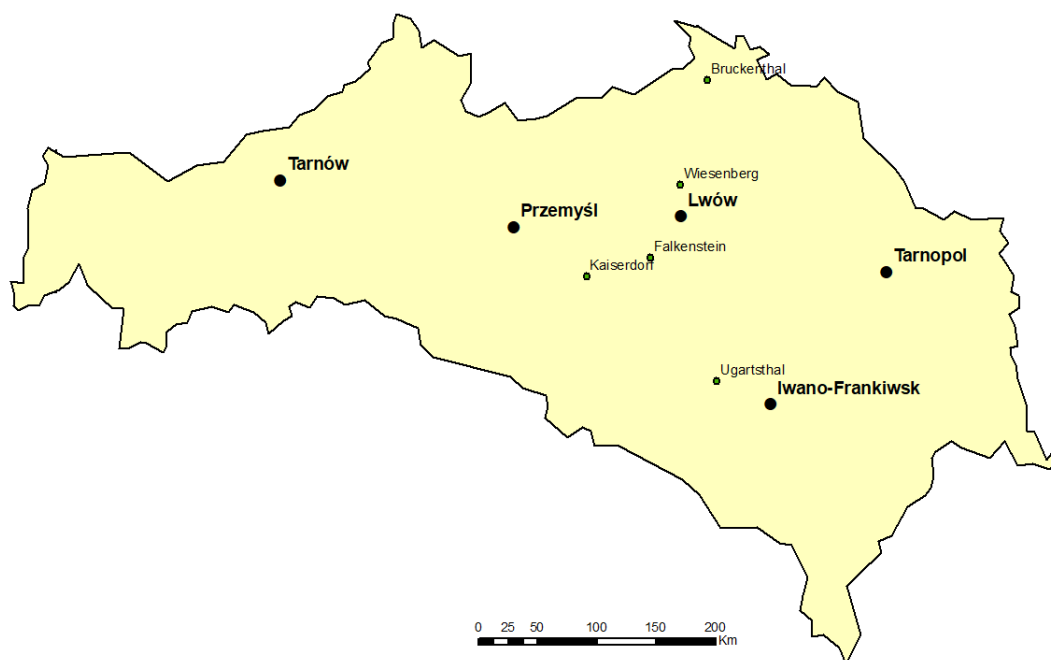 Bruckenthal
Tarnów
Wiesenberg
Lwów
Przemyśl
Falkenstein
Kaiserdorf
Tarnopol
Ugartsthal
Iwano-Frankiwsk
0 25 50 100 150 200
Km